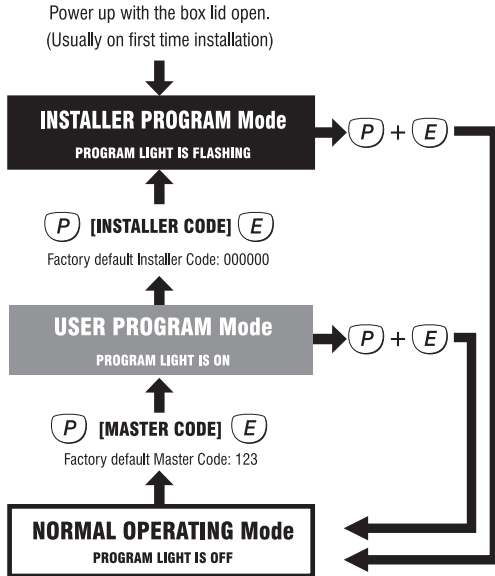 Power up with the box lid open.
(Usually on first time installation)
INSTALLER PROGRAM Mode
PROGRAM LIGHT IS FLASHING
P + E
P [INSTALLER CODE] E
Factory default Installer Code: 000000
USER PROGRAM Mode
PROGRAM LIGHT IS ON
P + E
P [MASTER CODE] E
Factory default Master Code: 123
NORMAL OPERATING Mode
PROGRAM LIGHT IS OFF